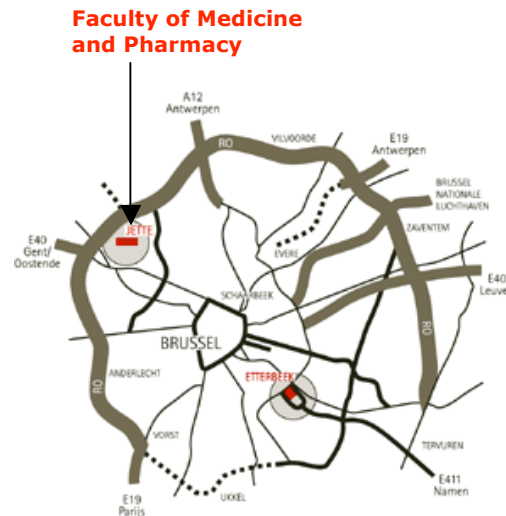 Faculty of Medicine
and Pharmacy
A12
Antwerpen
RO
VILVOORDE
E19
Antwerpen
BRUSSEL
NATIONALE
LUCHTHAVEN
JETTE
ZAVENTEM
E40
Gent/
Oostende
EVERE
E40
Leuve
SCHAARBEEK
BRUSSEL
RO
ETTERBEEK
ANDERLECHT
RO
VORST
TERVUREN
E411
Namen
UKKEL
E19
Parijs